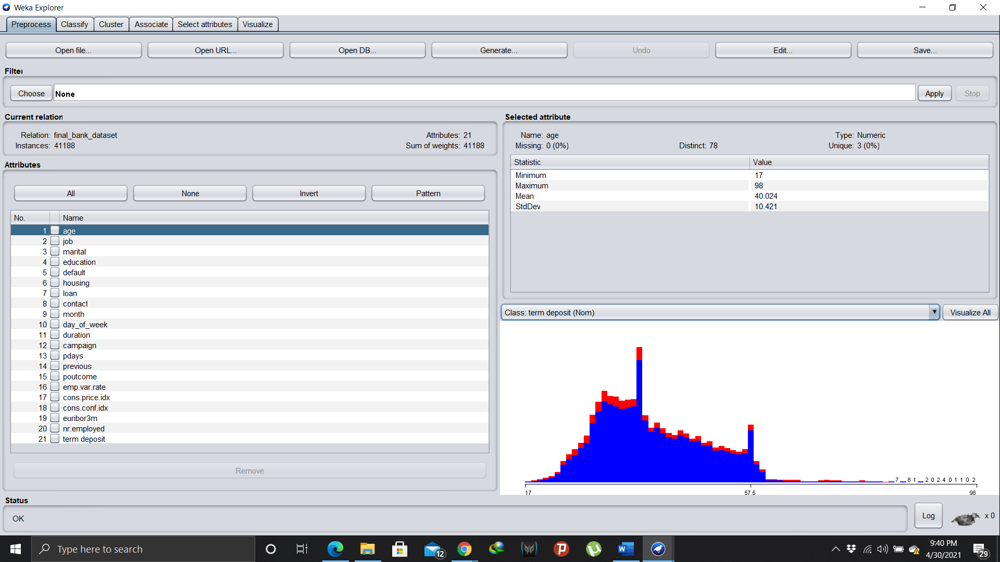 Weka Explorer
Preprocess Classify Cluster Associate Select attributes Visualize
Open file... Open URL... Open DB... Generate... Undo Edit... Save...
Filter
Choose None Apply Stop
Current relation
Relation: final_bank_dataset Attributes: 21
Instances: 41188 Sum of weights: 41188
Attributes
All None Invert Pattern
No. Name
1 age
2 job
3 marital
4 education
5 default
6 housing
7 loan
8 contact
9 month
10 day_of_week
11 duration
12 campaign
13 pdays
14 previous
15 poutcome
16 emp.var.rate
17 cons.price.idx
18 cons.conf.idx
19 euribor3m
20 nr.employed
21 term deposit
Remove
Selected attribute
Name: age Type: Numeric
Missing: 0 (0%) Distinct: 78 Unique: 3 (0%)
Statistic Value
Minimum 17
Maximum 98
Mean 40.024
StdDev 10.421
Class: term deposit (Nom) Visualize All
7 8 1 2 0 2 4 0 1 1 0 2
17 57.5 98
Status
OK
Log x 0
Type here to search
12
9:40 PM
4/30/2021
29